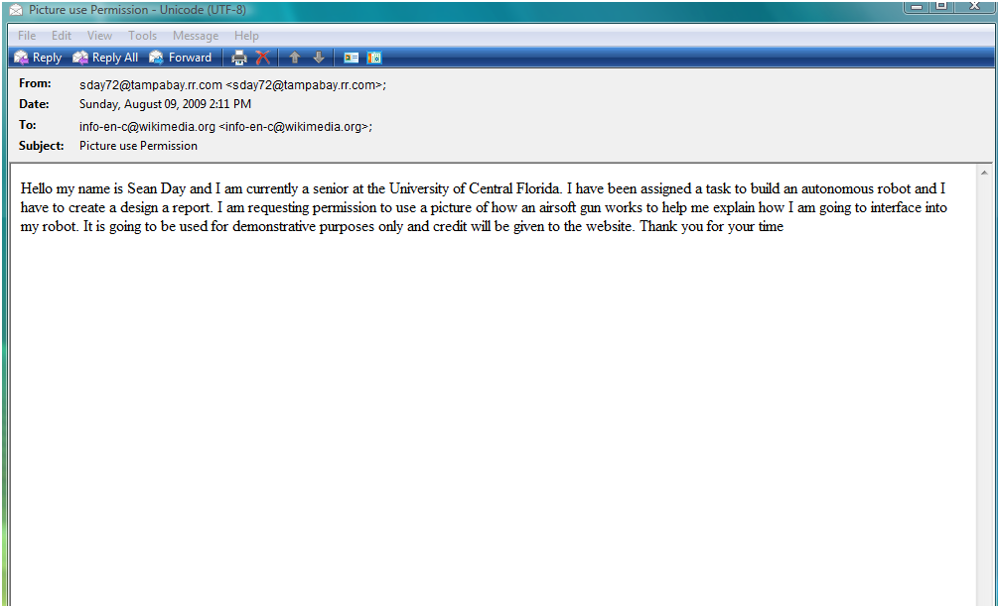 Picture use Permission - Unicode (UTF-8)
File Edit View Tools Message Help
Reply Reply All Forward
From: sday72@tampabay.rr.com <sday72@tampabay.rr.com>;
Date: Sunday, August 09, 2009 2:11 PM
To: info-en-c@wikimedia.org <info-en-c@wikimedia.org>;
Subject: Picture use Permission
Hello my name is Sean Day and I am currently a senior at the University of Central Florida. I have been assigned a task to build an autonomous robot and I
have to create a design a report. I am requesting permission to use a picture of how an airsoft gun works to help me explain how I am going to interface into
my robot. It is going to be used for demonstrative purposes only and credit will be given to the website. Thank you for your time